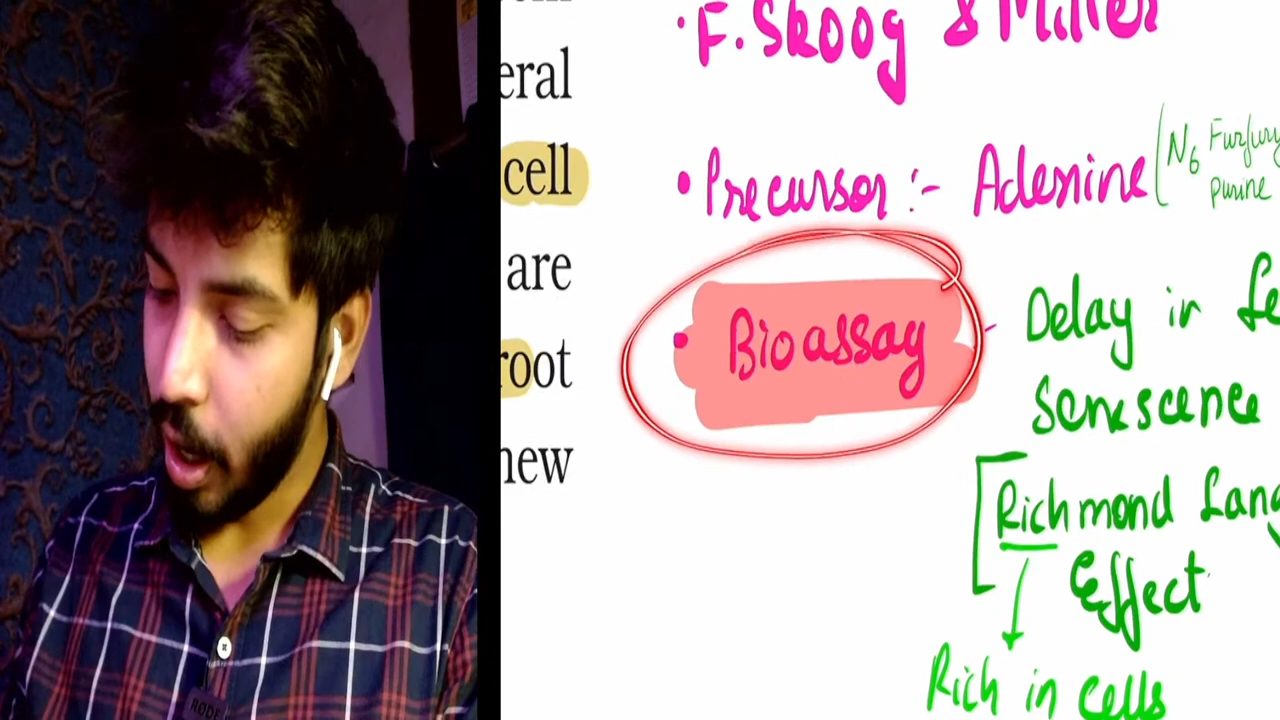 eral
cell
are
root
new
• F. Skoog & Miller
• Precursor :- Adenine (N6 Furfury
purine
• Bioassay - Delay in
Senescence
[Richmond Lang
Effect
Rich in cells
RØDE